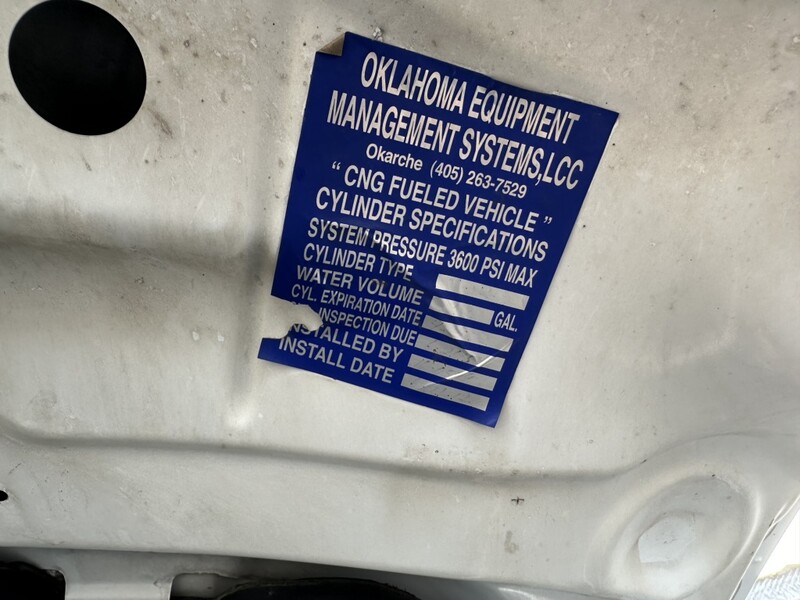 OKLAHOMA EQUIPMENT
MANAGEMENT SYSTEMS,LCC
Okarche (405) 263-7529
“ CNG FUELED VEHICLE ”
CYLINDER SPECIFICATIONS
SYSTEM PRESSURE 3600 PSI MAX
CYLINDER TYPE
WATER VOLUME GAL.
CYL. EXPIRATION DATE
INSPECTION DUE
INSTALLED BY
INSTALL DATE